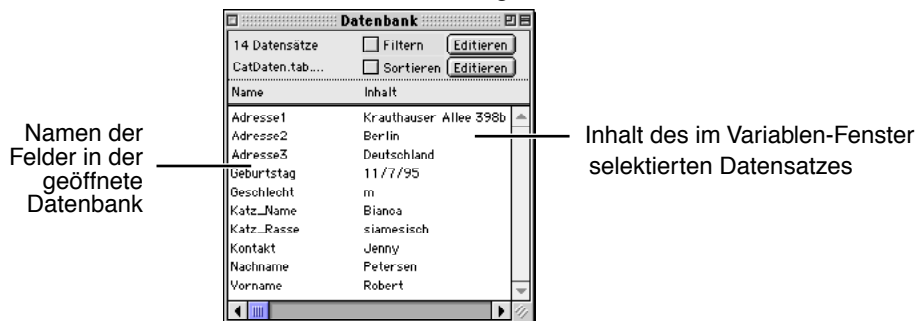 Datenbank
14 Datensätze Filtern Editieren
CatDaten.tab.... Sortieren Editieren
Name Inhalt
Adresse1 Krauthauser Allee 398b
Adresse2 Berlin
Adresse3 Deutschland
Geburtstag 11/7/95
Geschlecht m
Katz_Name Bianca
Katz_Rasse siamesisch
Kontakt Jenny
Nachname Petersen
Vorname Robert
Namen der
Felder in der
geöffnete
Datenbank
Inhalt des im Variablen-Fenster
selektierten Datensatzes